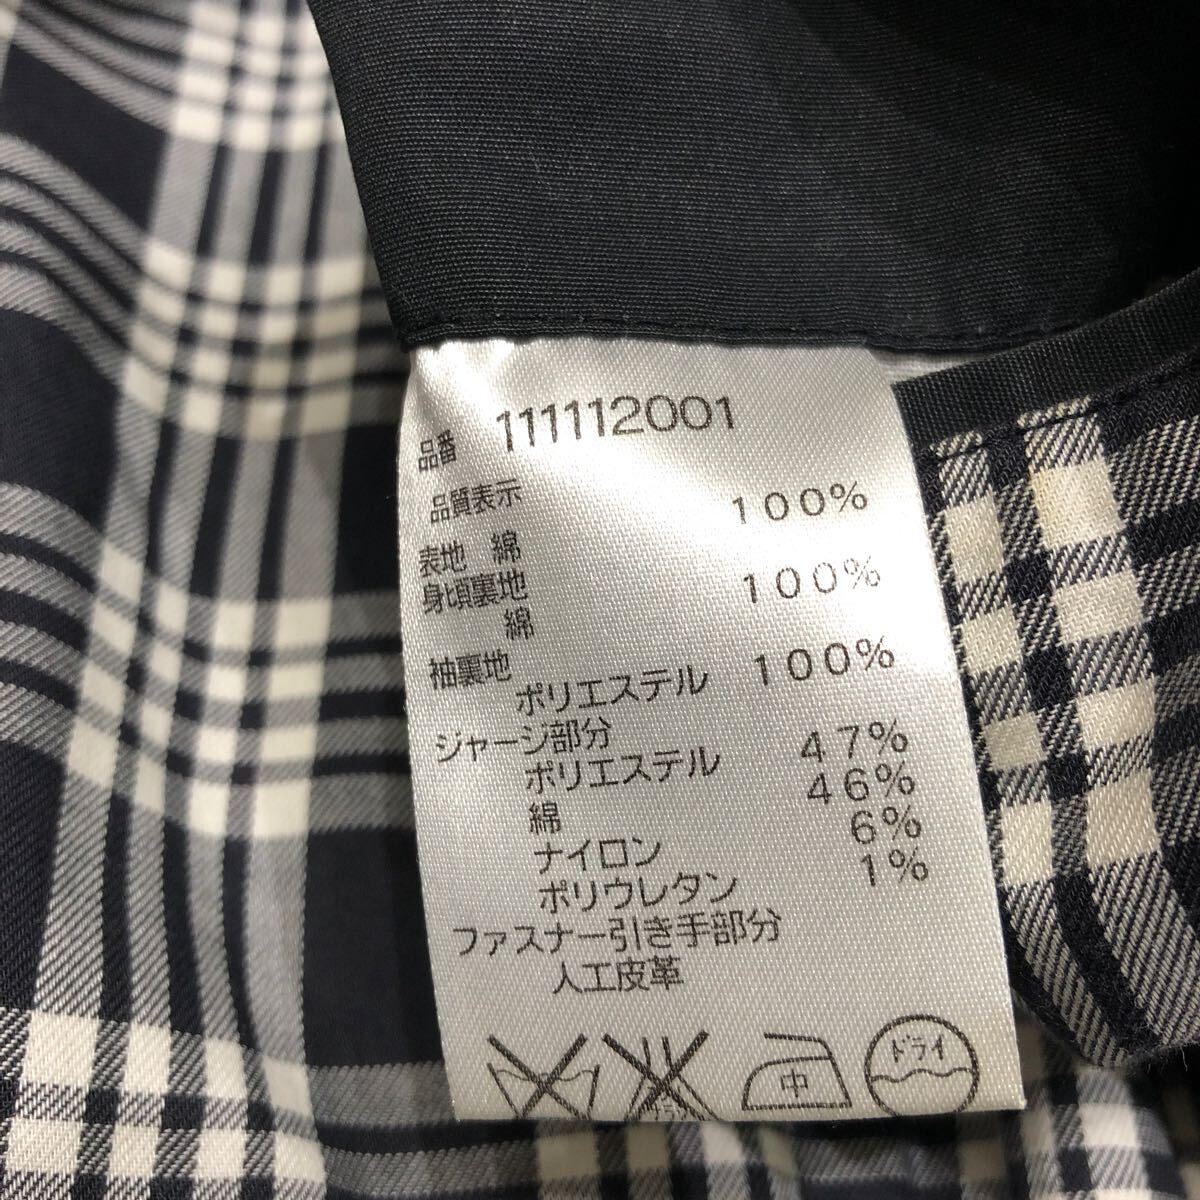 品番 111112001
品質表示
表地 綿 100%
身頃裏地
綿 100%
袖裏地
ポリエステル 100%
ジャージ部分
ポリエステル 47%
綿 46%
ナイロン 6%
ポリウレタン 1%
ファスナー引き手部分
人工皮革
中 ドライ